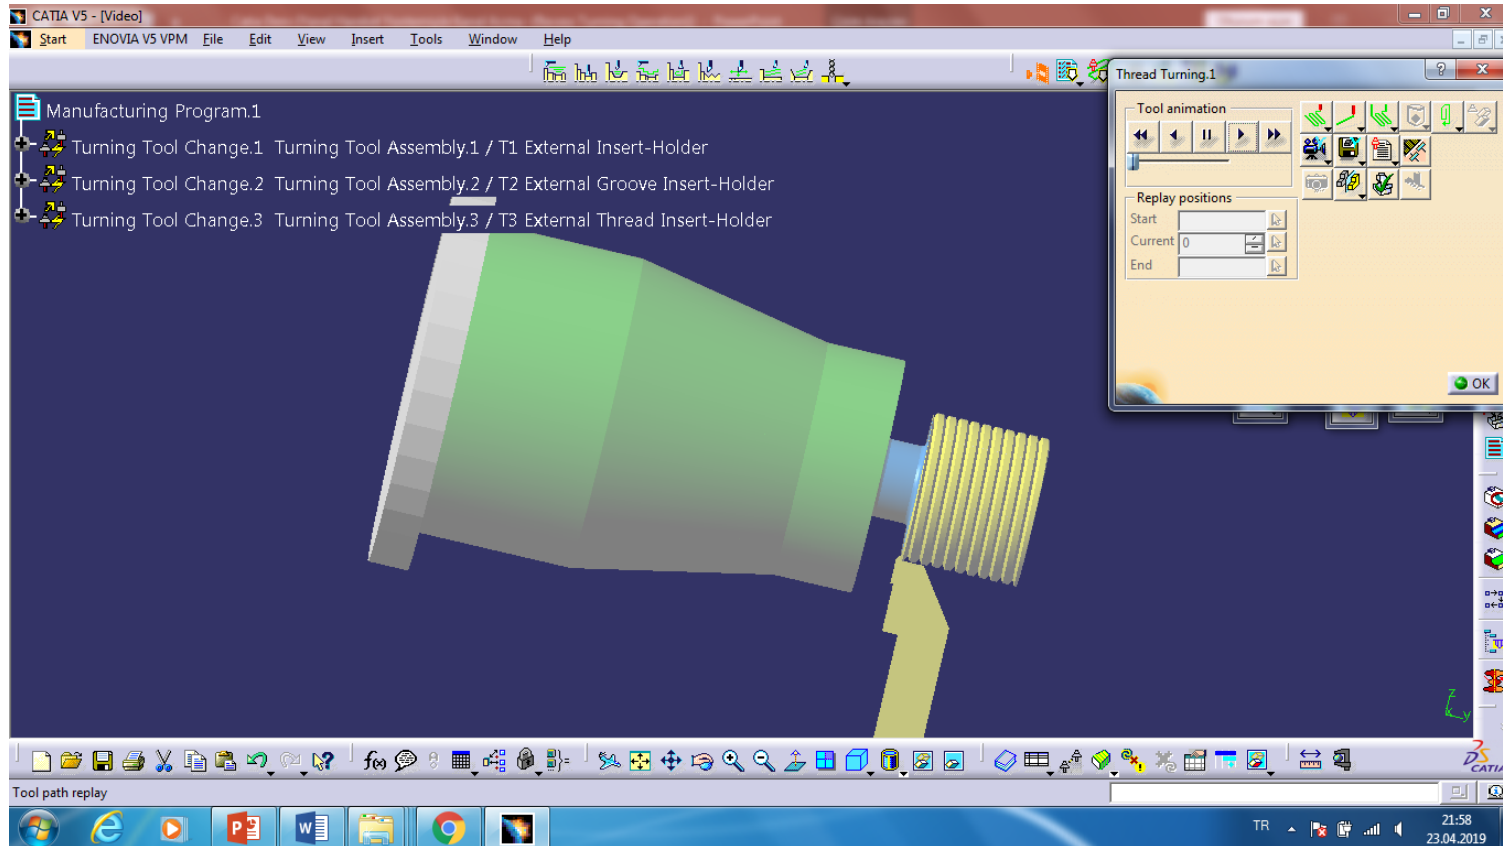 CATIA V5 - [Video]
Start ENOVIA V5 VPM File Edit View Insert Tools Window Help
Thread Turning.1
Manufacturing Program.1
Turning Tool Change.1 Turning Tool Assembly.1 / T1 External Insert-Holder
Turning Tool Change.2 Turning Tool Assembly.2 / T2 External Groove Insert-Holder
Turning Tool Change.3 Turning Tool Assembly.3 / T3 External Thread Insert-Holder
Tool animation
Replay positions
Start
Current 0
End
OK
z
y
f(x)
CATIA
Tool path replay
TR
21:58
23.04.2019